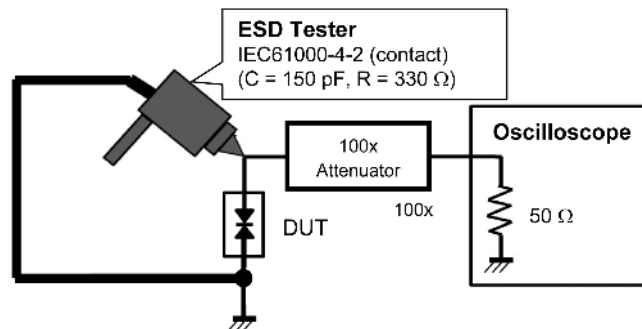 ESD Tester
IEC61000-4-2 (contact)
(C = 150 pF, R = 330 Ω)
Oscilloscope
100x
Attenuator
100x
50 Ω
DUT